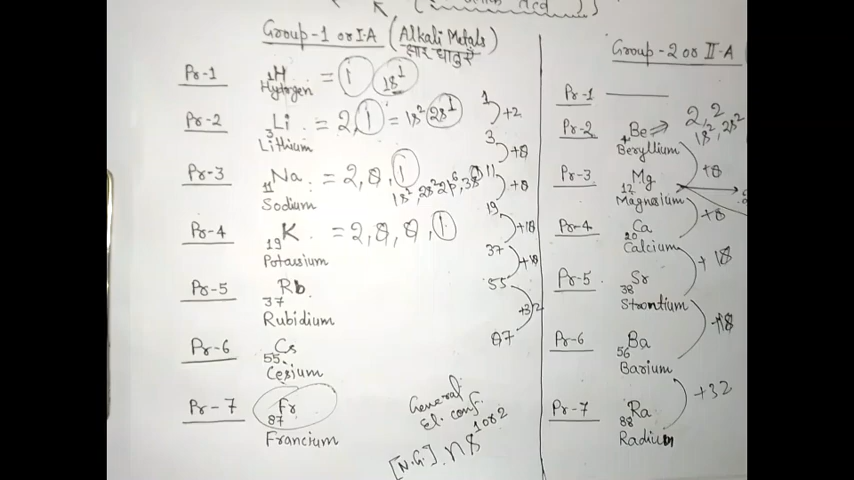 Group-1 or I-A (Alkali Metals)
क्षार धातुएँ
Pr-1 1H = 1 1s¹
Hydrogen
Pr-2 3Li = 2, 1 = 1s² 2s¹
Lithium
Pr-3 11Na = 2, 8, 1
Sodium 1s², 2s² 2p⁶, 3s¹
Pr-4 19K = 2, 8, 8, 1
Potassium
Pr-5 37Rb
Rubidium
Pr-6 55Cs
Cesium
Pr-7 87Fr
Francium
1
+2
3
+8
11
+8
19
+18
37
+18
55
+32
87
General
El. conf.
[N.G.] ns 1 or 2
Group-2 or II-A
Pr-1
Pr-2 4Be ⇒ 2, 2
1s², 2s²
Beryllium
+8
Pr-3 12Mg
Magnesium
+8
Pr-4 20Ca
Calcium
+18
Pr-5 38Sr
Strontium
+18
Pr-6 56Ba
Barium
+32
Pr-7 88Ra
Radium